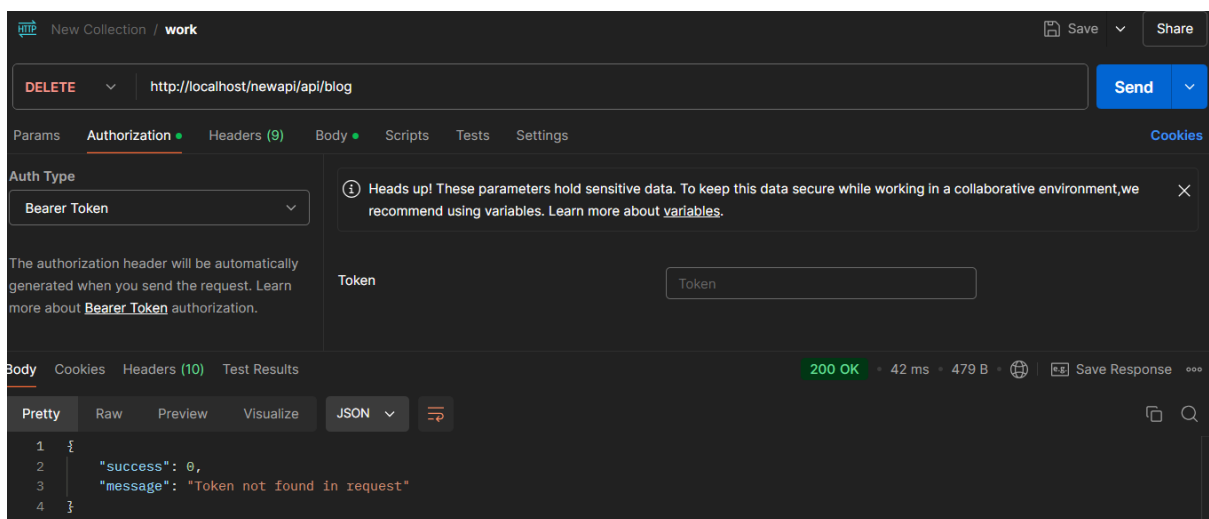 HTTP New Collection / work Save Share
DELETE http://localhost/newapi/api/blog Send
Params Authorization Headers (9) Body Scripts Tests Settings Cookies
Auth Type
Bearer Token
The authorization header will be automatically
generated when you send the request. Learn
more about Bearer Token authorization.
Heads up! These parameters hold sensitive data. To keep this data secure while working in a collaborative environment,we
recommend using variables. Learn more about variables.
Token Token
Body Cookies Headers (10) Test Results 200 OK 42 ms 479 B e.g. Save Response
Pretty Raw Preview Visualize JSON
1 {
2 "success": 0,
3 "message": "Token not found in request"
4 }